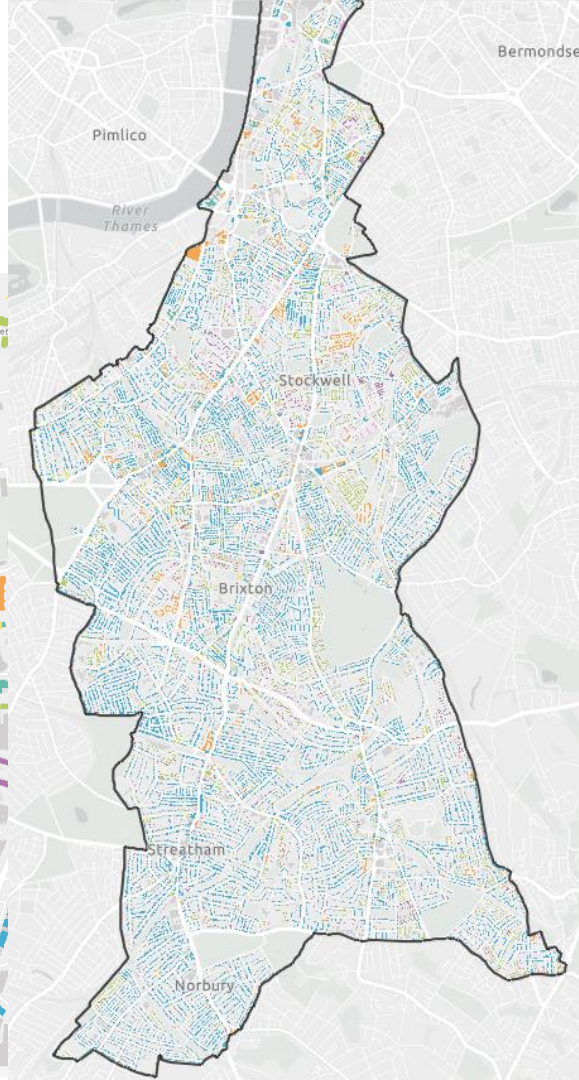 Bermondse
Pimlico
River
Thames
Stockwell
Brixton
Streatham
Norbury